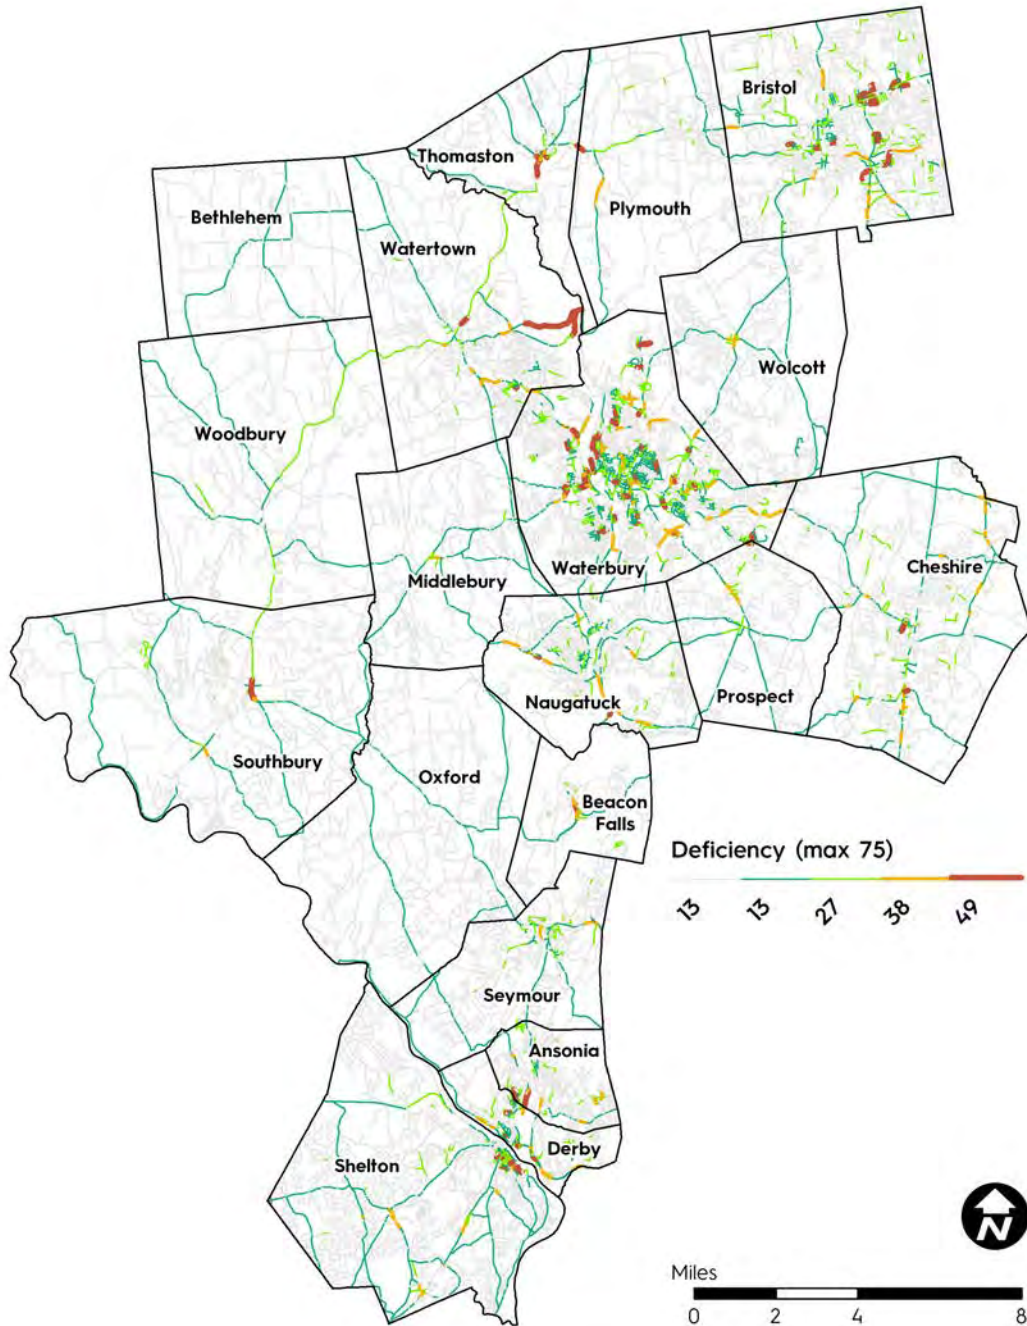 Bristol
Thomaston
Plymouth
Bethlehem
Watertown
Wolcott
Woodbury
Waterbury
Cheshire
Middlebury
Naugatuck
Prospect
Southbury
Oxford
Beacon
Falls
Deficiency (max 75)
13 13 27 38 49
Seymour
Ansonia
Derby
Shelton
N
Miles
0 2 4 8